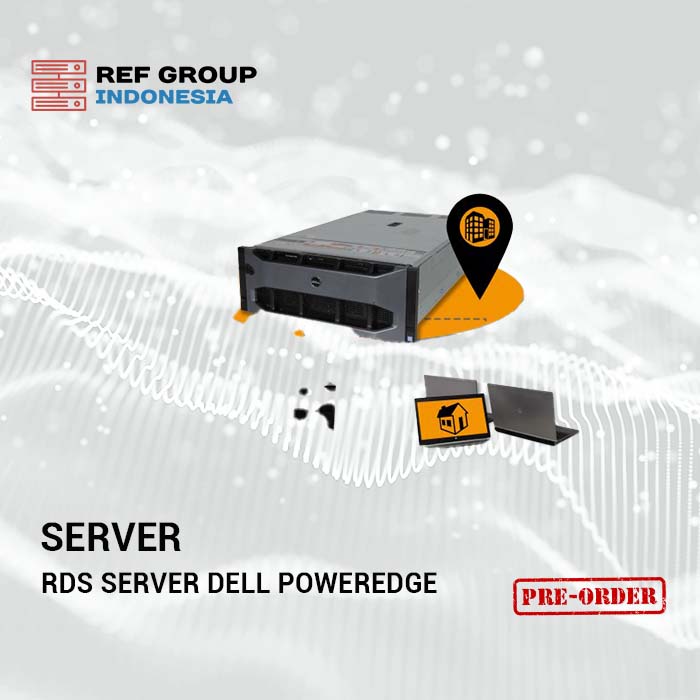 REF GROUP
INDONESIA
SERVER
RDS SERVER DELL POWEREDGE
PRE-ORDER